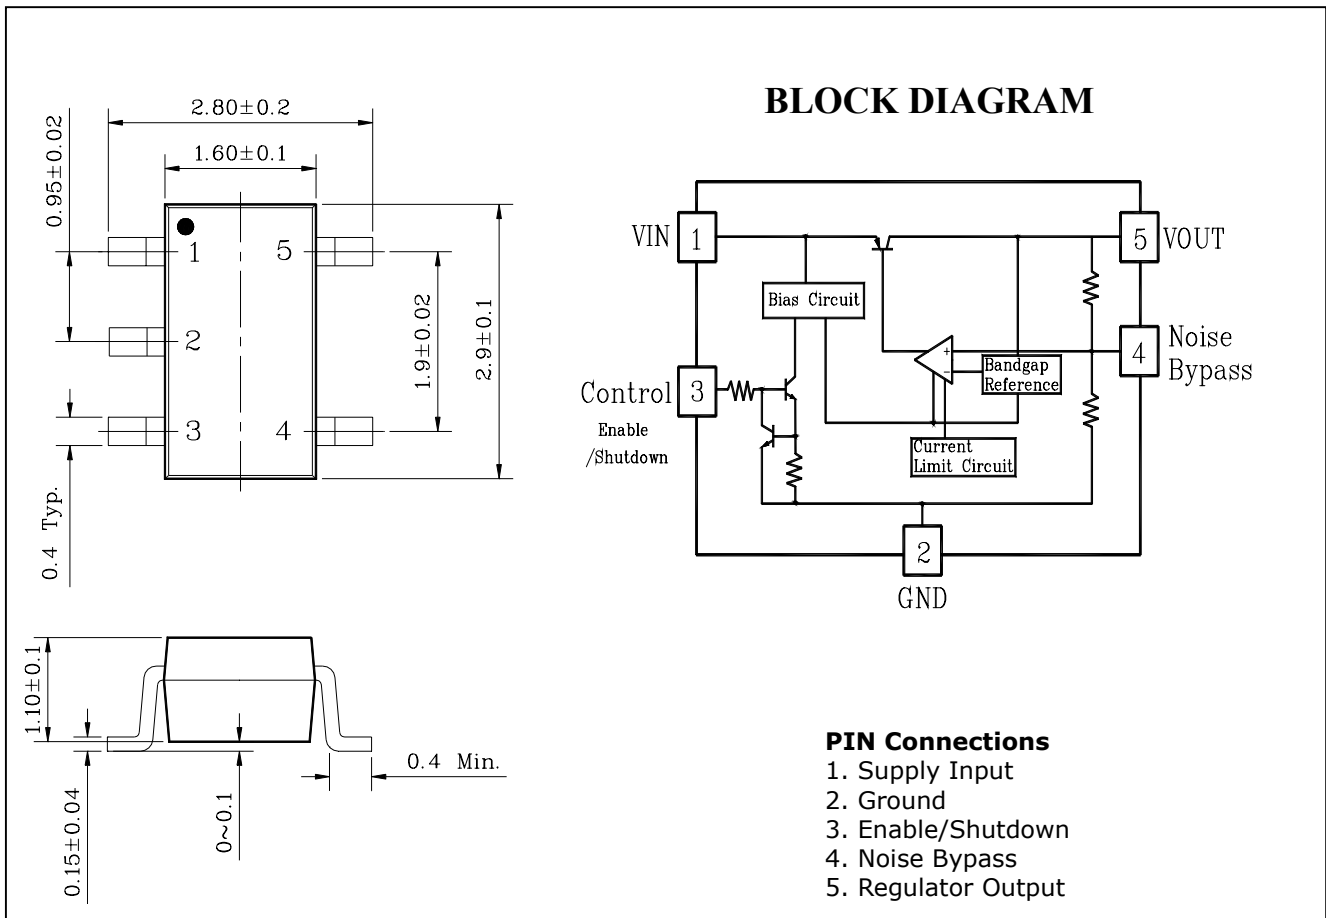 BLOCK DIAGRAM
2.80±0.2
1.60±0.1
0.95±0.02
1
2
3
4
5
1.9±0.02
2.9±0.1
0.4 Typ.
1.10±0.1
0.15±0.04
0~0.1
0.4 Min.
VIN
1
5
VOUT
Bias Circuit
+
−
Bandgap
Reference
4
Noise
Bypass
Control
3
Enable
/Shutdown
Current
Limit Circuit
2
GND
PIN Connections
1. Supply Input
2. Ground
3. Enable/Shutdown
4. Noise Bypass
5. Regulator Output